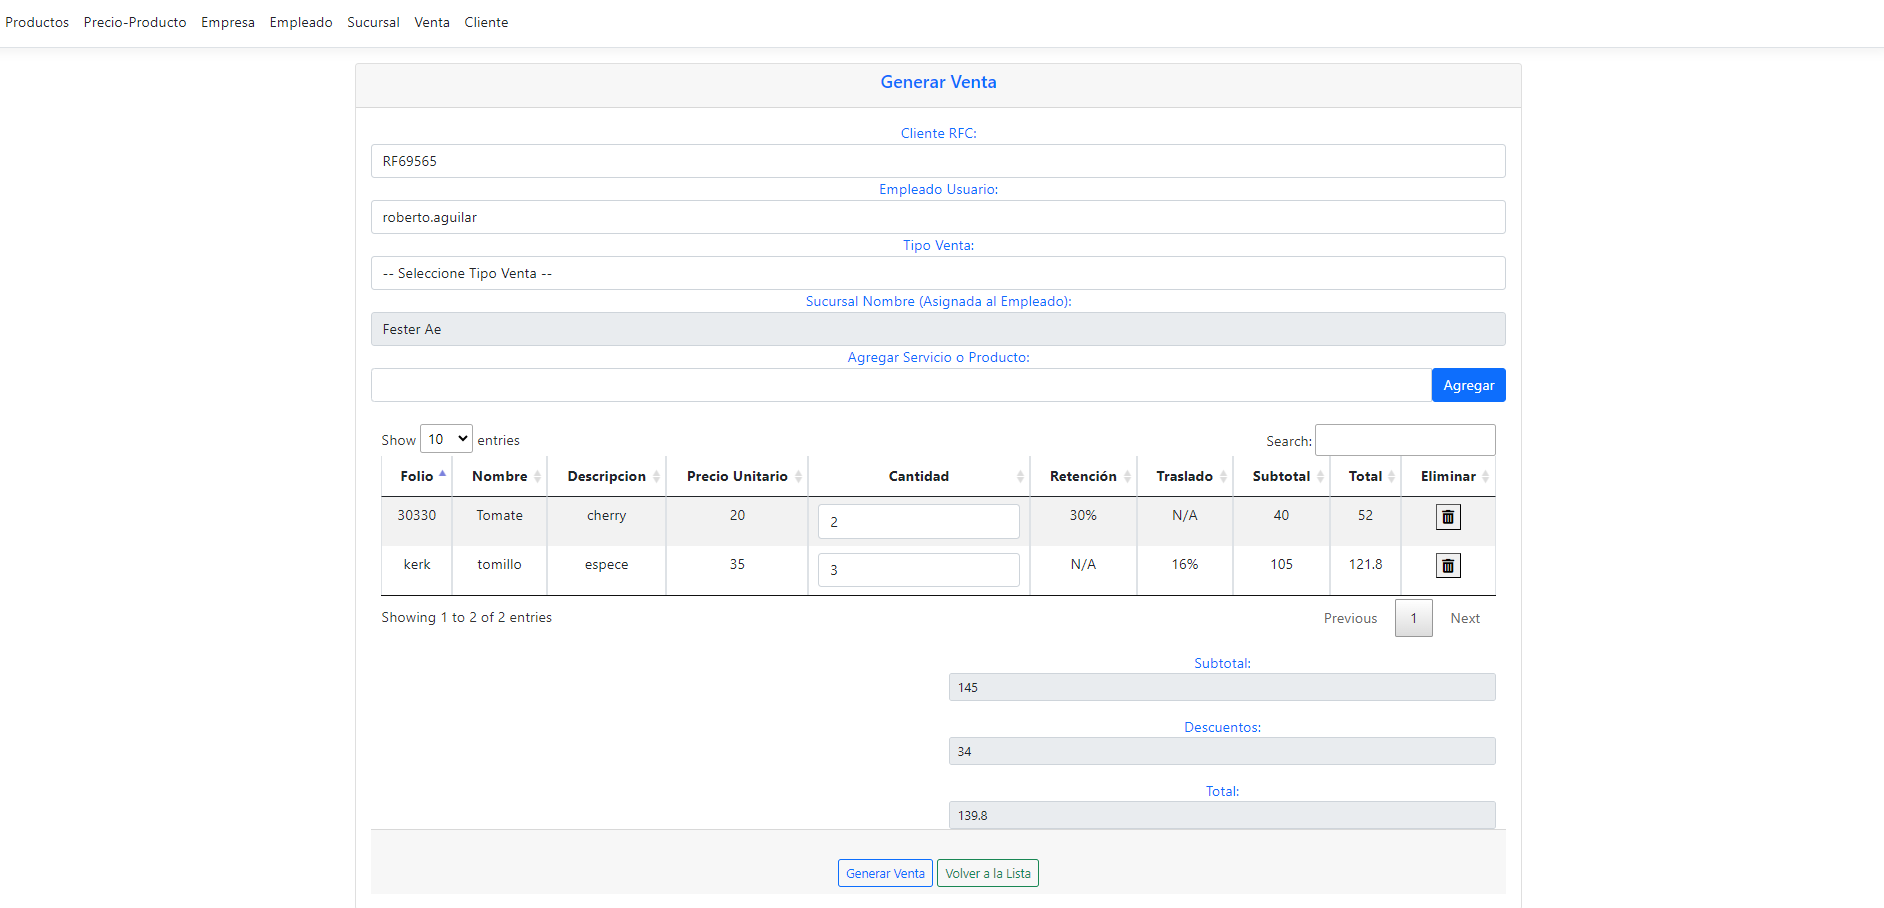 Productos Precio-Producto Empresa Empleado Sucursal Venta Cliente
Generar Venta
Cliente RFC:
RF69565
Empleado Usuario:
roberto.aguilar
Tipo Venta:
-- Seleccione Tipo Venta --
Sucursal Nombre (Asignada al Empleado):
Fester Ae
Agregar Servicio o Producto:
Agregar
Show 10 entries Search:
Folio Nombre Descripcion Precio Unitario Cantidad Retención Traslado Subtotal Total Eliminar
30330 Tomate cherry 20 2 30% N/A 40 52
kerk tomillo espece 35 3 N/A 16% 105 121.8
Showing 1 to 2 of 2 entries Previous 1 Next
Subtotal:
145
Descuentos:
34
Total:
139.8
Generar Venta Volver a la Lista